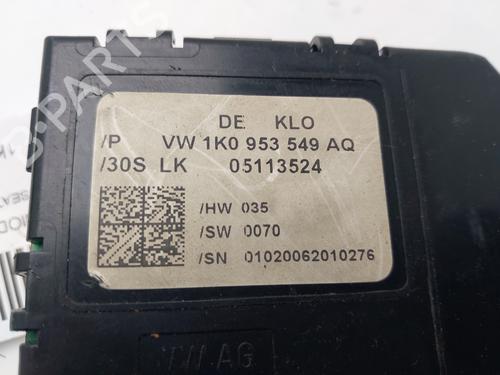 DE KLO
/P VW 1K0 953 549 AQ
/30S LK 05113524
/HW 035
/SW 0070
/SN 01020062010276